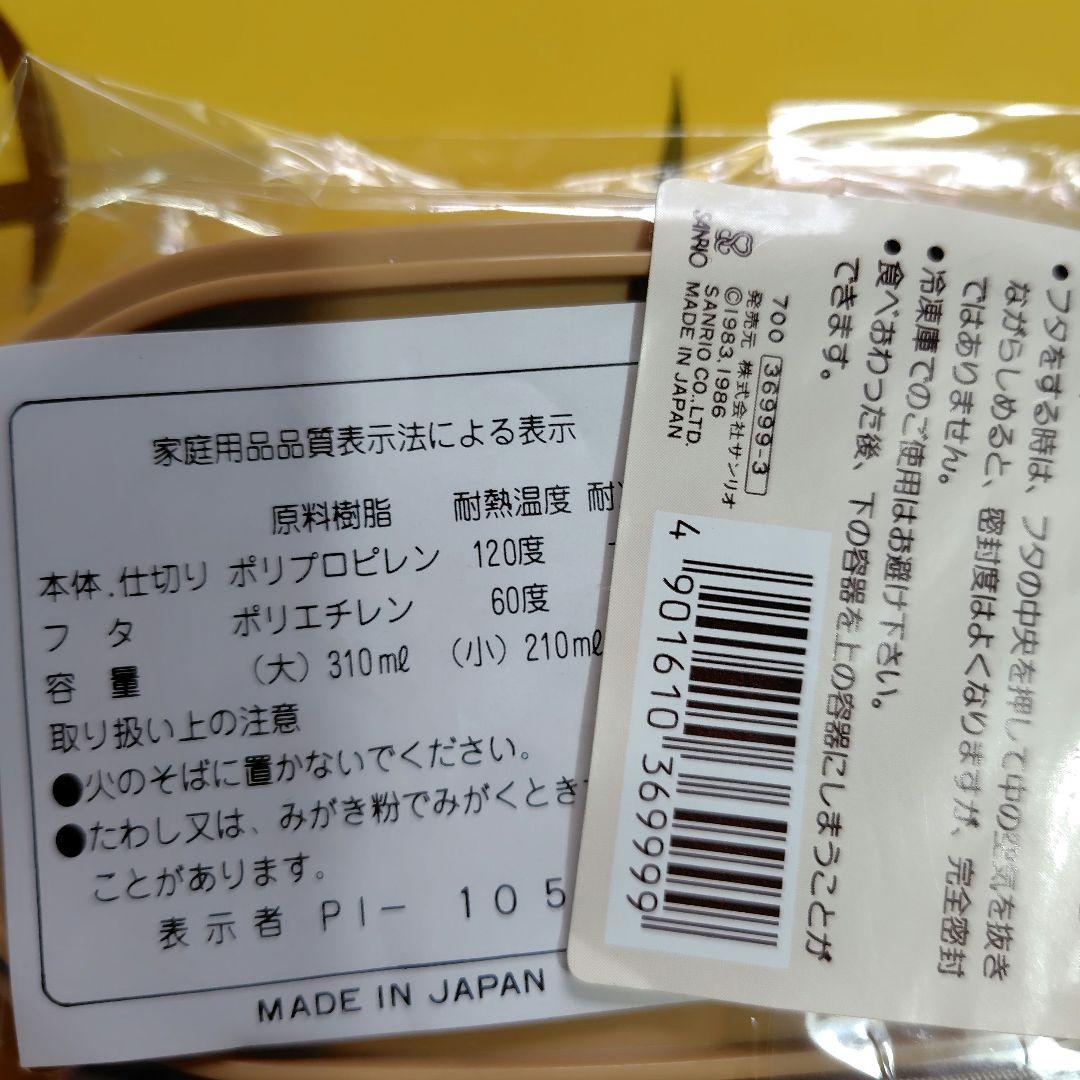 家庭用品品質表示法による表示
原料樹脂 耐熱温度 耐
本体.仕切り ポリプロピレン 120度
フタ ポリエチレン 60度
容量 (大) 310mℓ (小) 210mℓ
取り扱い上の注意
●火のそばに置かないでください。
●たわし又は、みがき粉でみがくとき
ことがあります。
表示者 PI- 105
MADE IN JAPAN
●フタをする時は、フタの中央を押して中の空気を抜き
ながらしめると、密封度はよくなりますが、完全密封
ではありません。
●冷凍庫でのご使用はお避け下さい。
●食べおわった後、下の容器を上の容器にしまうことが
できます。
700 36999-3
発売元 株式会社サンリオ
©1983,1986
SANRIO CO.,LTD.
MADE IN JAPAN
SANRIO
4 901610 369999